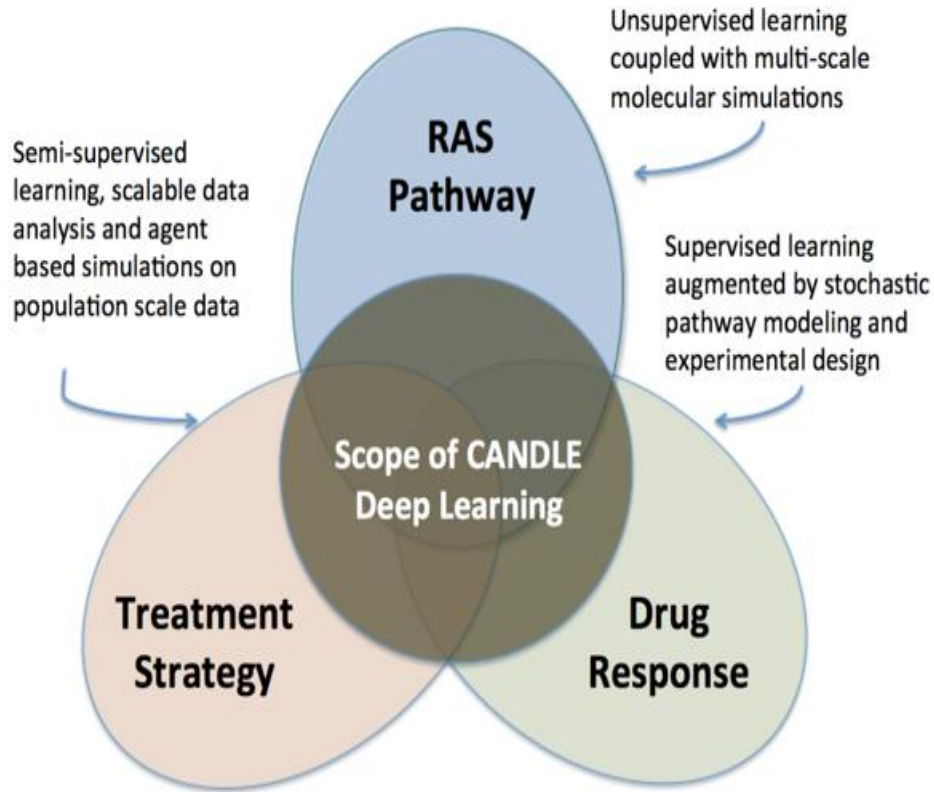 Unsupervised learning
coupled with multi-scale
molecular simulations
RAS
Pathway
Semi-supervised
learning, scalable data
analysis and agent
based simulations on
population scale data
Supervised learning
augmented by stochastic
pathway modeling and
experimental design
Scope of CANDLE
Deep Learning
Treatment
Strategy
Drug
Response